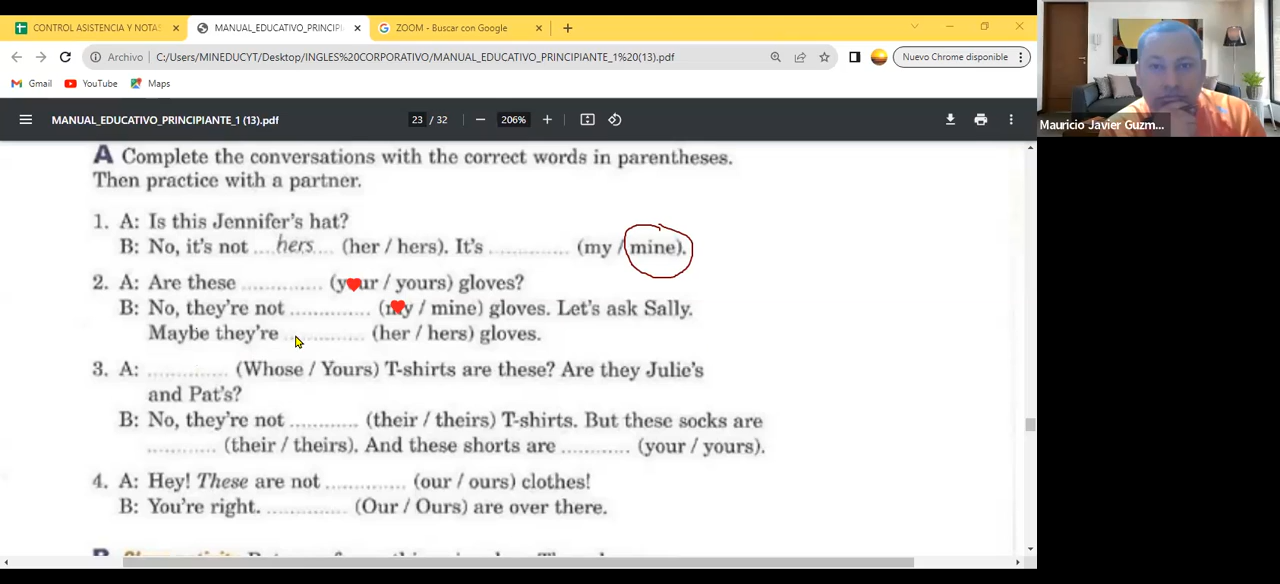 CONTROL ASISTENCIA Y NOTAS
MANUAL_EDUCATIVO_PRINCIPI
ZOOM - Buscar con Google
Archivo
C:/Users/MINEDUCYT/Desktop/INGLES%20CORPORATIVO/MANUAL_EDUCATIVO_PRINCIPIANTE_1%20(13).pdf
Nuevo Chrome disponible
Gmail
YouTube
Maps
MANUAL_EDUCATIVO_PRINCIPIANTE_1 (13).pdf
23 / 32
206%
Mauricio Javier Guzm...
A Complete the conversations with the correct words in parentheses.
Then practice with a partner.
1. A: Is this Jennifer's hat?
B: No, it's not ....hers.... (her / hers). It's .............. (my / mine).
2. A: Are these .............. (your / yours) gloves?
B: No, they're not .............. (my / mine) gloves. Let's ask Sally.
Maybe they're .............. (her / hers) gloves.
3. A: .............. (Whose / Yours) T-shirts are these? Are they Julie's
and Pat's?
B: No, they're not .............. (their / theirs) T-shirts. But these socks are
.............. (their / theirs). And these shorts are .............. (your / yours).
4. A: Hey! These are not .............. (our / ours) clothes!
B: You're right. .............. (Our / Ours) are over there.